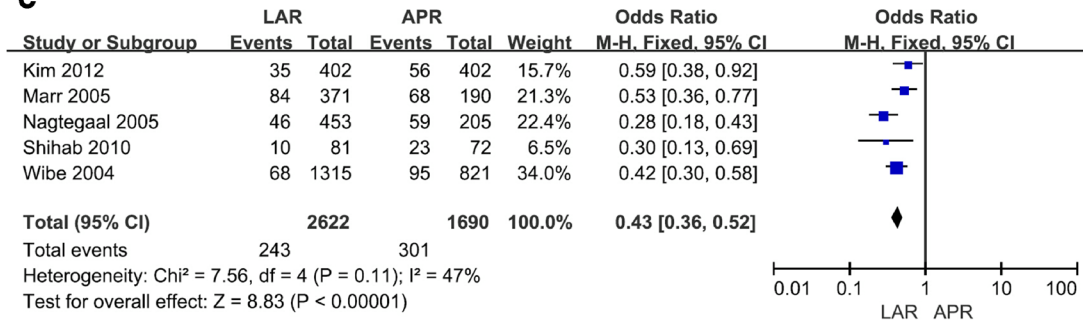 c
LAR APR Odds Ratio Odds Ratio
Study or Subgroup Events Total Events Total Weight M-H, Fixed, 95% CI M-H, Fixed, 95% CI
Kim 2012 35 402 56 402 15.7% 0.59 [0.38, 0.92]
Marr 2005 84 371 68 190 21.3% 0.53 [0.36, 0.77]
Nagtegaal 2005 46 453 59 205 22.4% 0.28 [0.18, 0.43]
Shihab 2010 10 81 23 72 6.5% 0.30 [0.13, 0.69]
Wibe 2004 68 1315 95 821 34.0% 0.42 [0.30, 0.58]
Total (95% CI) 2622 1690 100.0% 0.43 [0.36, 0.52]
Total events 243 301
Heterogeneity: Chi² = 7.56, df = 4 (P = 0.11); I² = 47%
Test for overall effect: Z = 8.83 (P < 0.00001)
0.01 0.1 1 10 100
LAR APR